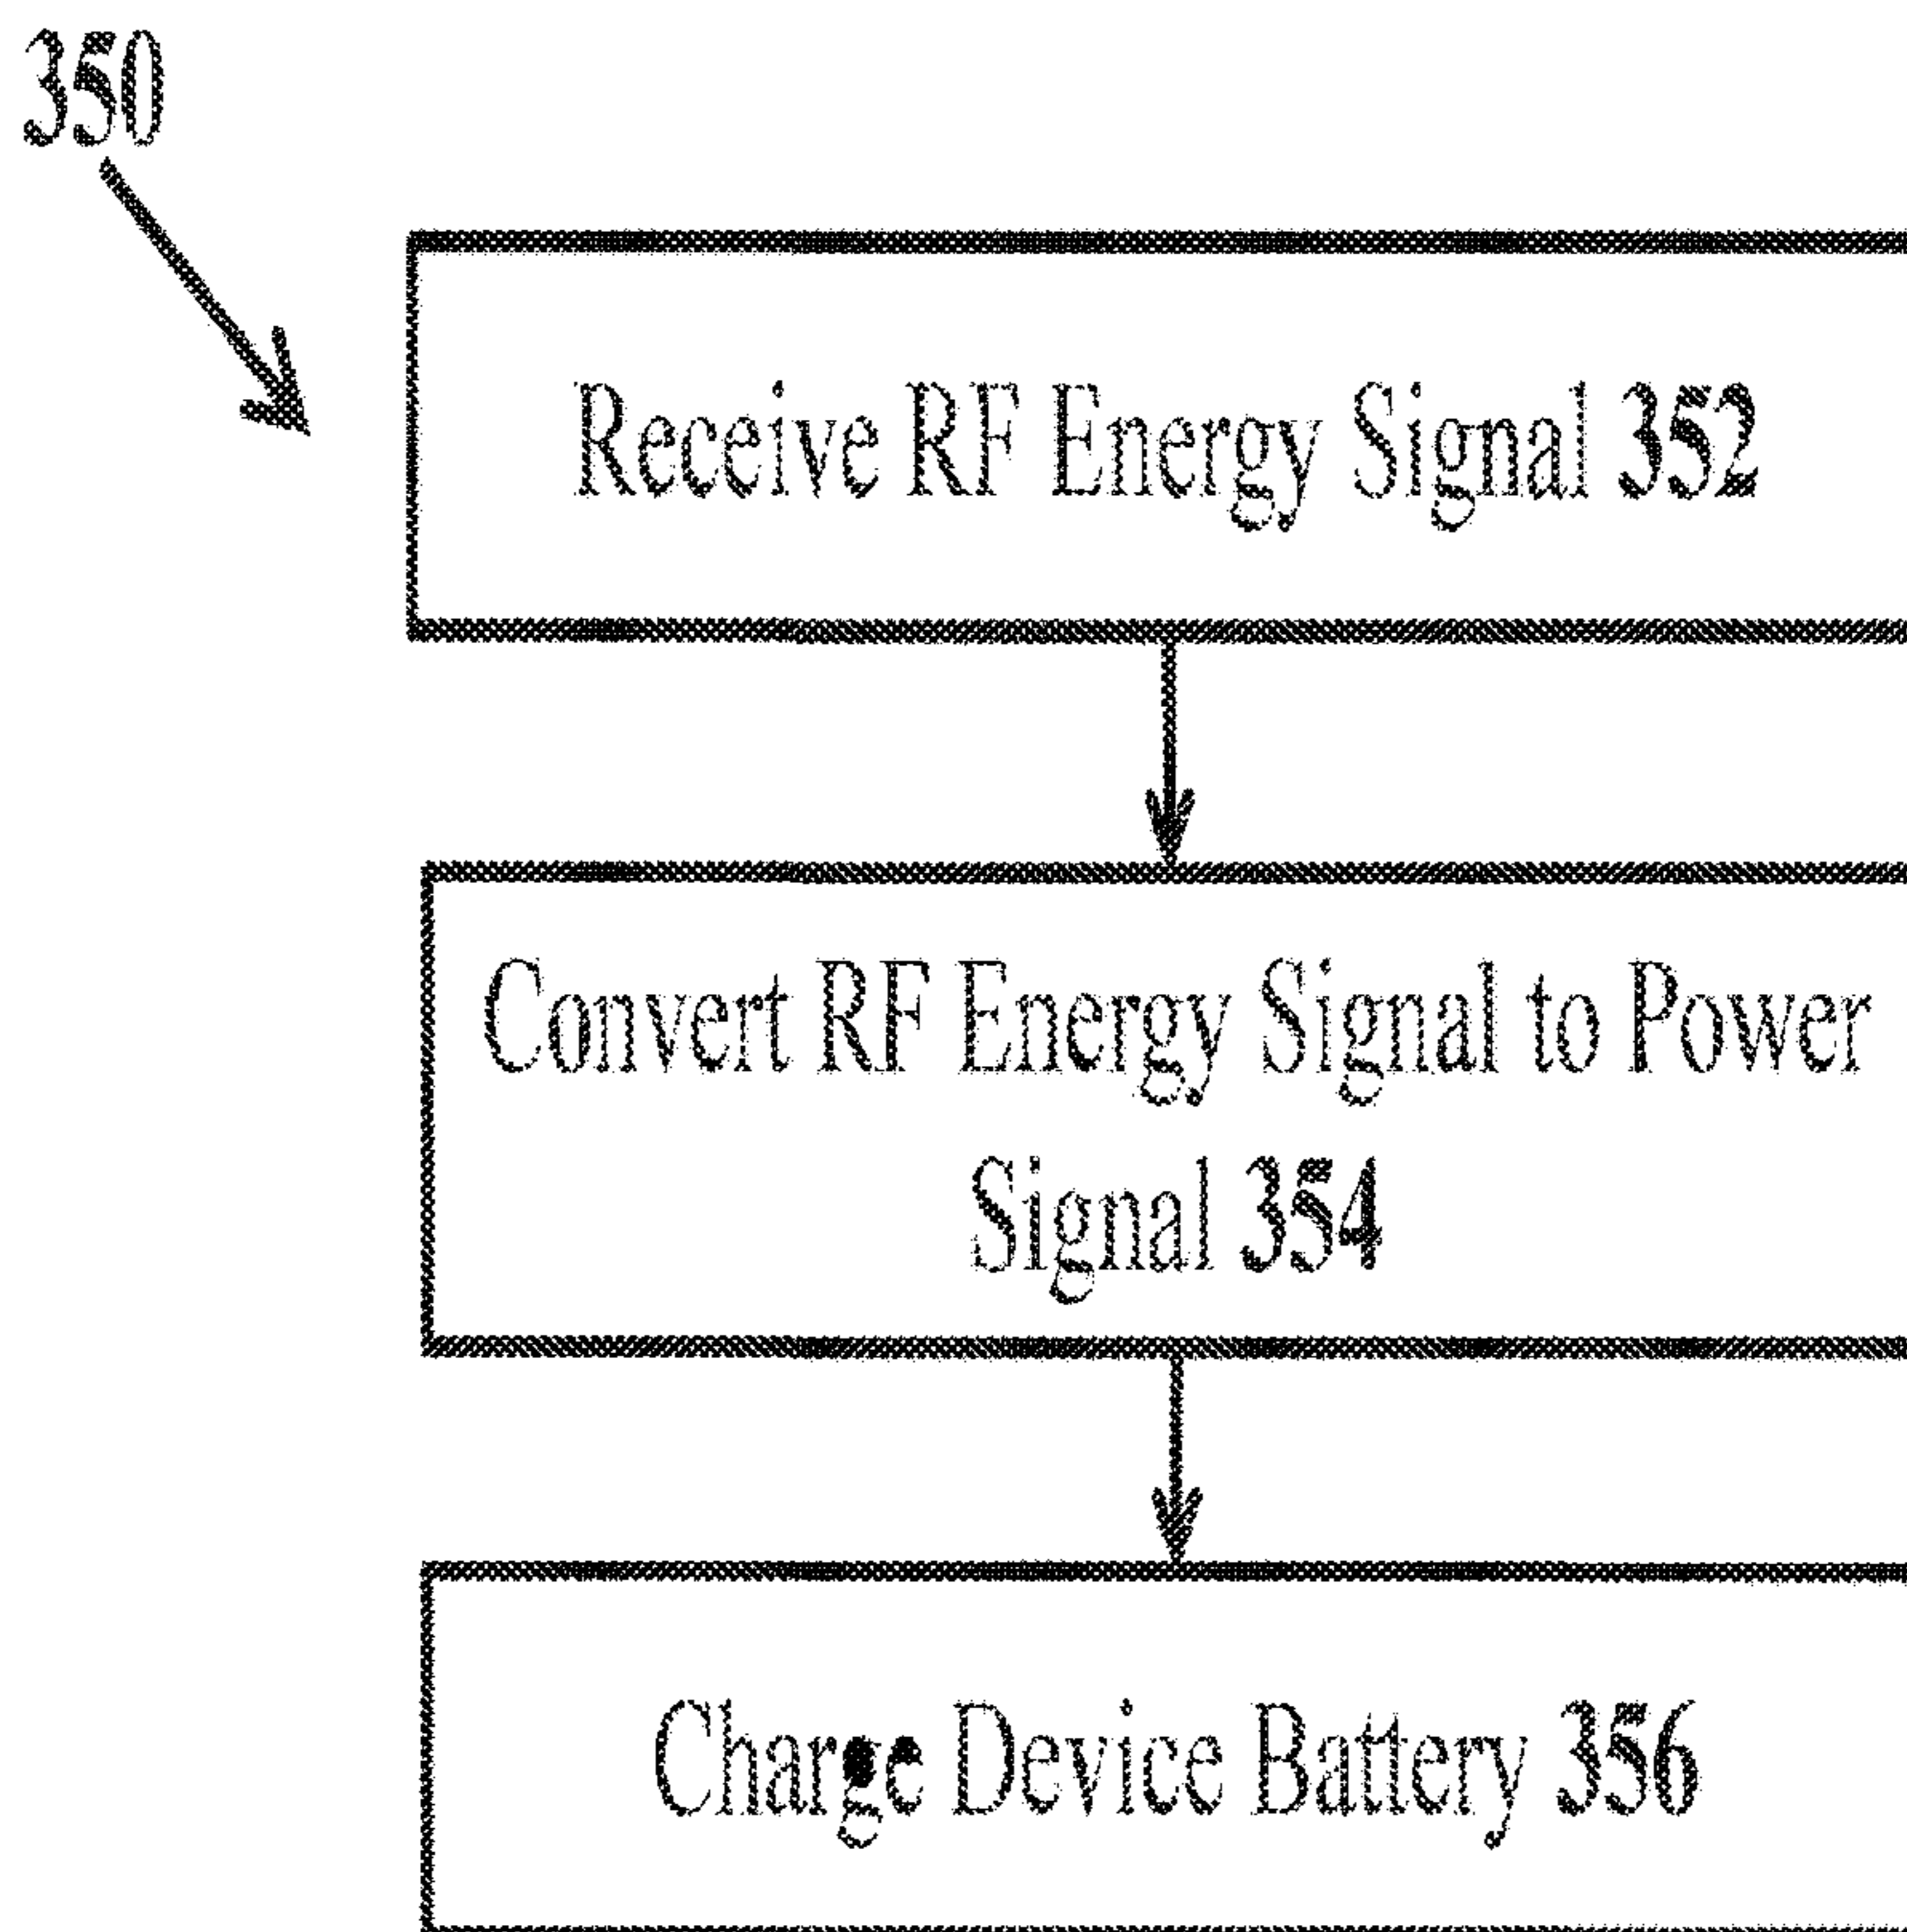 350
Receive RF Energy Signal 352
Convert RF Energy Signal to Power
Signal 354
Charge Device Battery 356